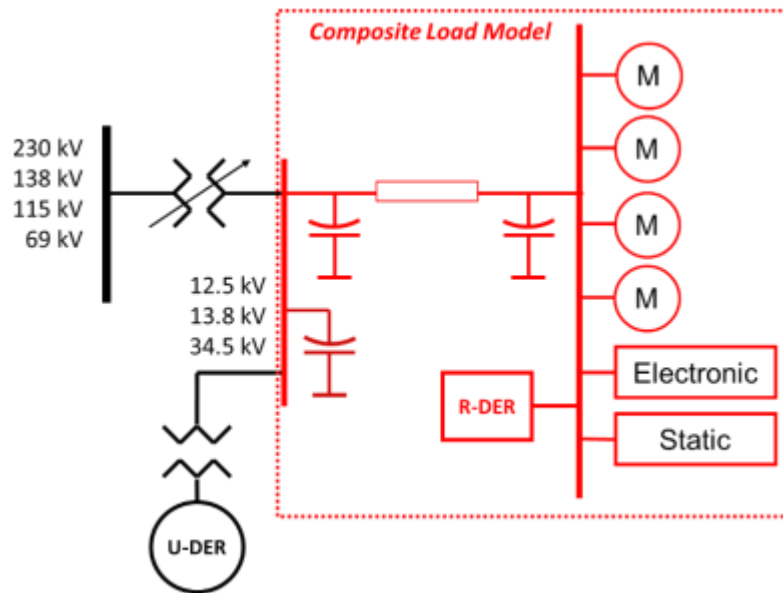 Composite Load Model
M
M
M
M
230 kV
138 kV
115 kV
69 kV
12.5 kV
13.8 kV
34.5 kV
Electronic
R-DER
Static
U-DER